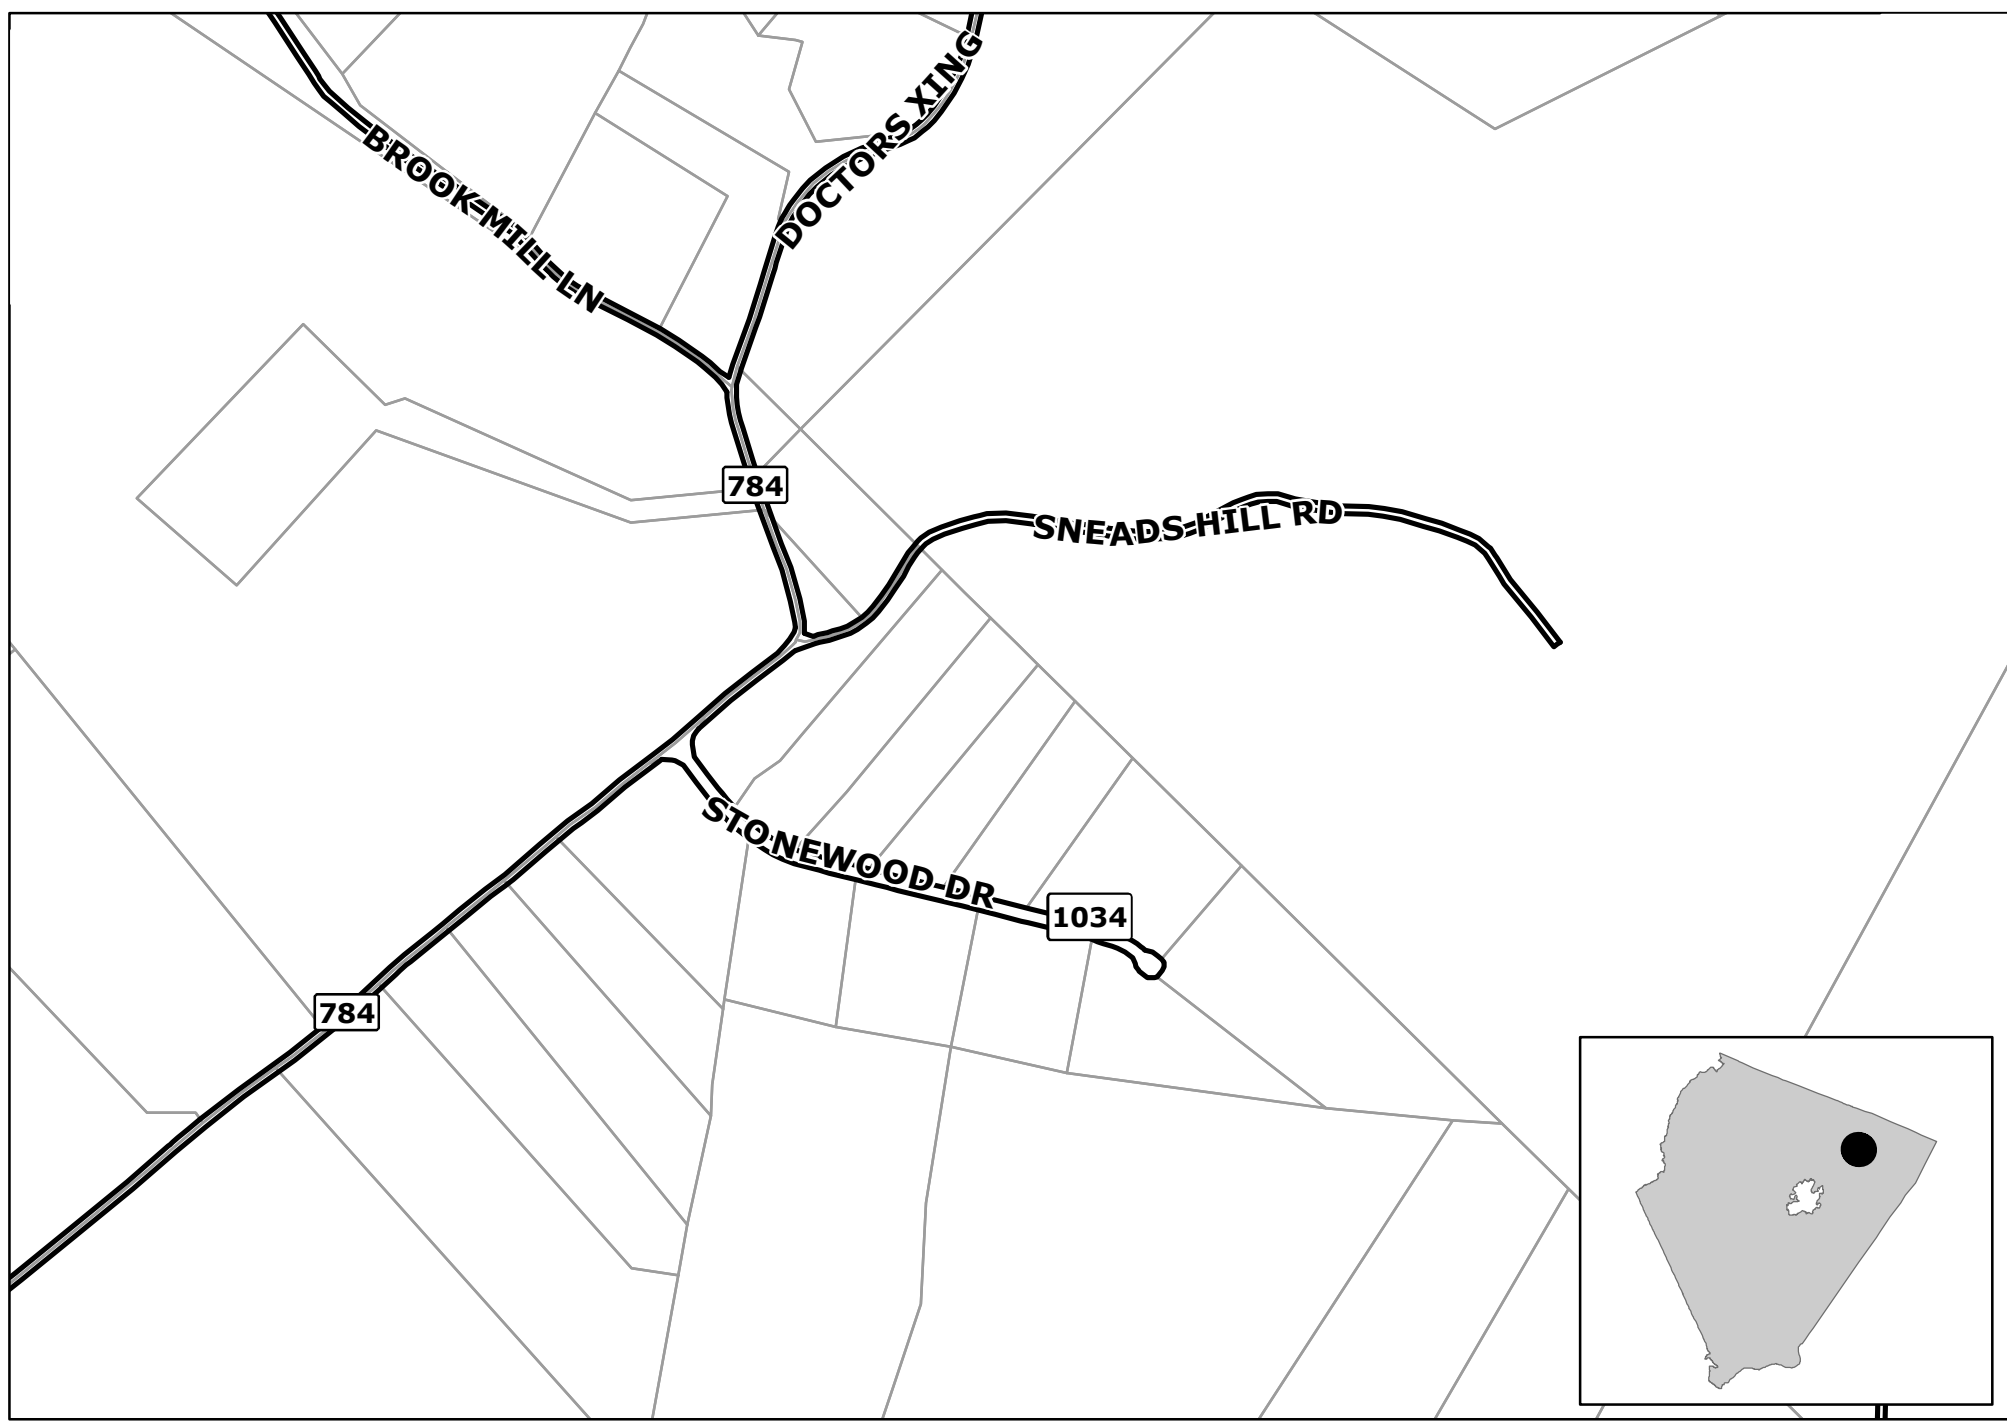 DOCTORS XING
BROOK MILL LN
784
SNEADS HILL RD
STONEWOOD DR
1034
784